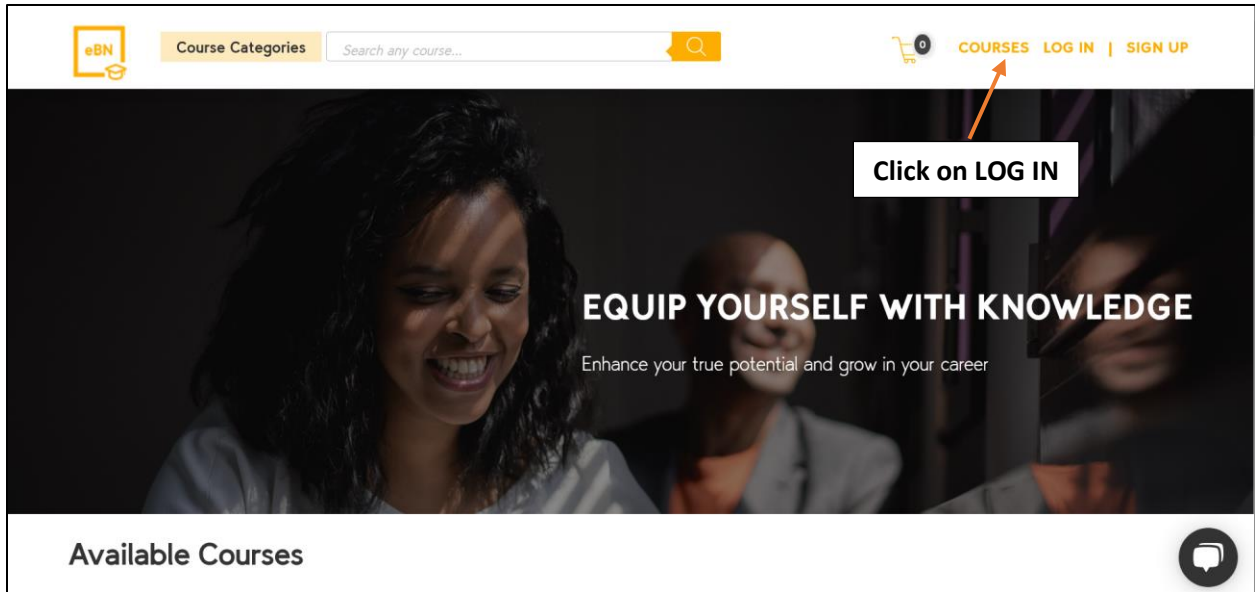 eBN Course Categories Search any course... 0 COURSES LOG IN | SIGN UP
Click on LOG IN
EQUIP YOURSELF WITH KNOWLEDGE
Enhance your true potential and grow in your career
Available Courses